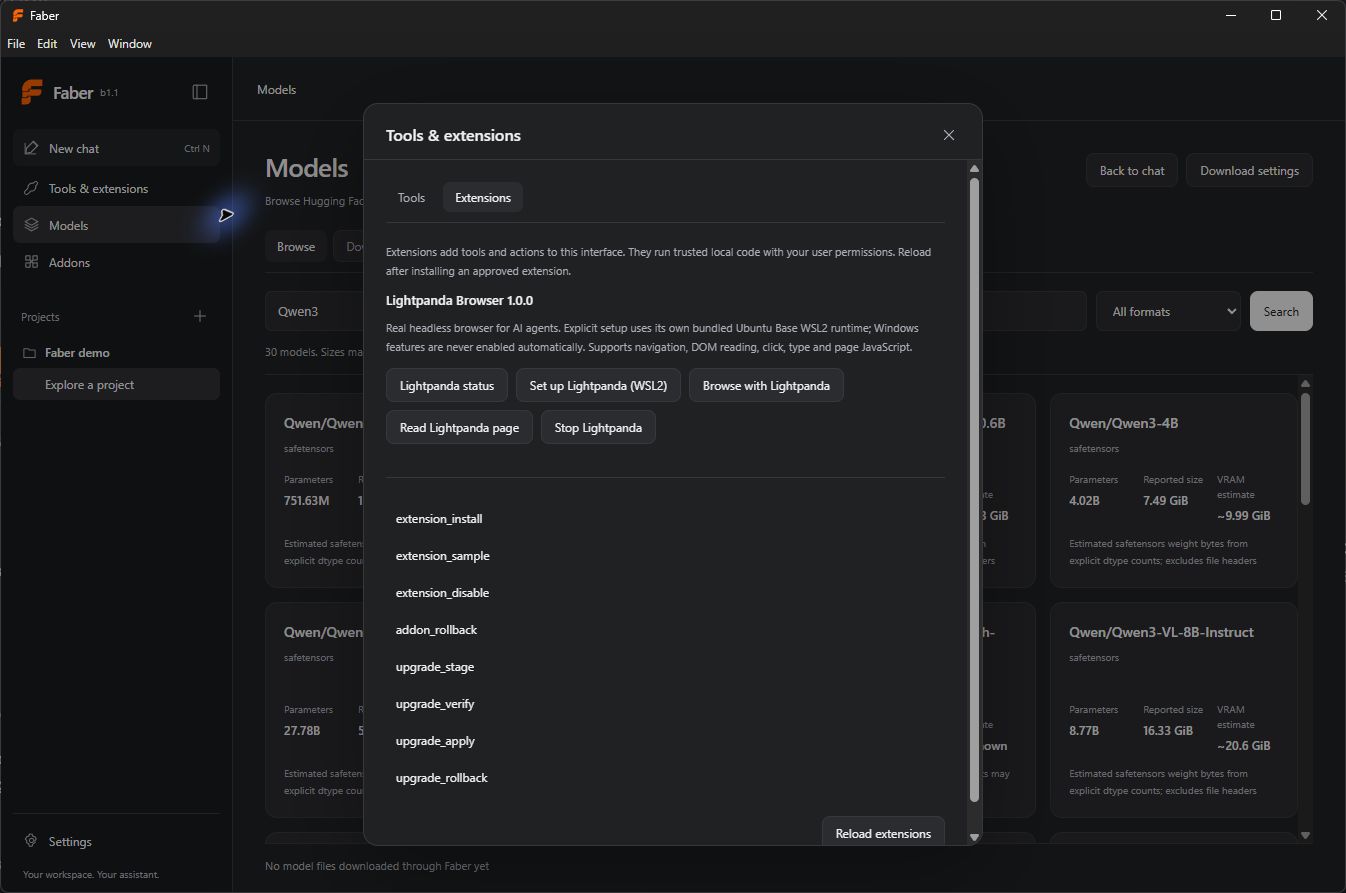 Faber
File Edit View Window
Faber b1.1
New chat Ctrl N
Tools & extensions
Models
Addons
Projects
Faber demo
Explore a project
Settings
Your workspace. Your assistant.
Models
Models
Browse Hugging
Back to chat
Download settings
Browse
Qwen3
All formats
Search
30 models. Sizes
Tools & extensions
Tools
Extensions
Extensions add tools and actions to this interface. They run trusted local code with your user permissions. Reload
after installing an approved extension.
Lightpanda Browser 1.0.0
Real headless browser for AI agents. Explicit setup uses its own bundled Ubuntu Base WSL2 runtime; Windows
features are never enabled automatically. Supports navigation, DOM reading, click, type and page JavaScript.
Lightpanda status
Set up Lightpanda (WSL2)
Browse with Lightpanda
Read Lightpanda page
Stop Lightpanda
extension_install
extension_sample
extension_disable
addon_rollback
upgrade_stage
upgrade_verify
upgrade_apply
upgrade_rollback
Reload extensions
safetensors
Parameters
751.63M
Estimated
explicit dtype
0.6B
GiB
Qwen/Qwen3-4B
safetensors
Parameters Reported size VRAM
estimate
4.02B 7.49 GiB
~9.99 GiB
Estimated safetensors weight bytes from
explicit dtype counts; excludes file headers
safetensors
Parameters
27.78B
Estimated
explicit dtype
Qwen/Qwen3-VL-8B-Instruct
safetensors
Parameters Reported size VRAM
estimate
8.77B 16.33 GiB
~20.6 GiB
Estimated safetensors weight bytes from
explicit dtype counts; excludes file headers
No model files downloaded through Faber yet